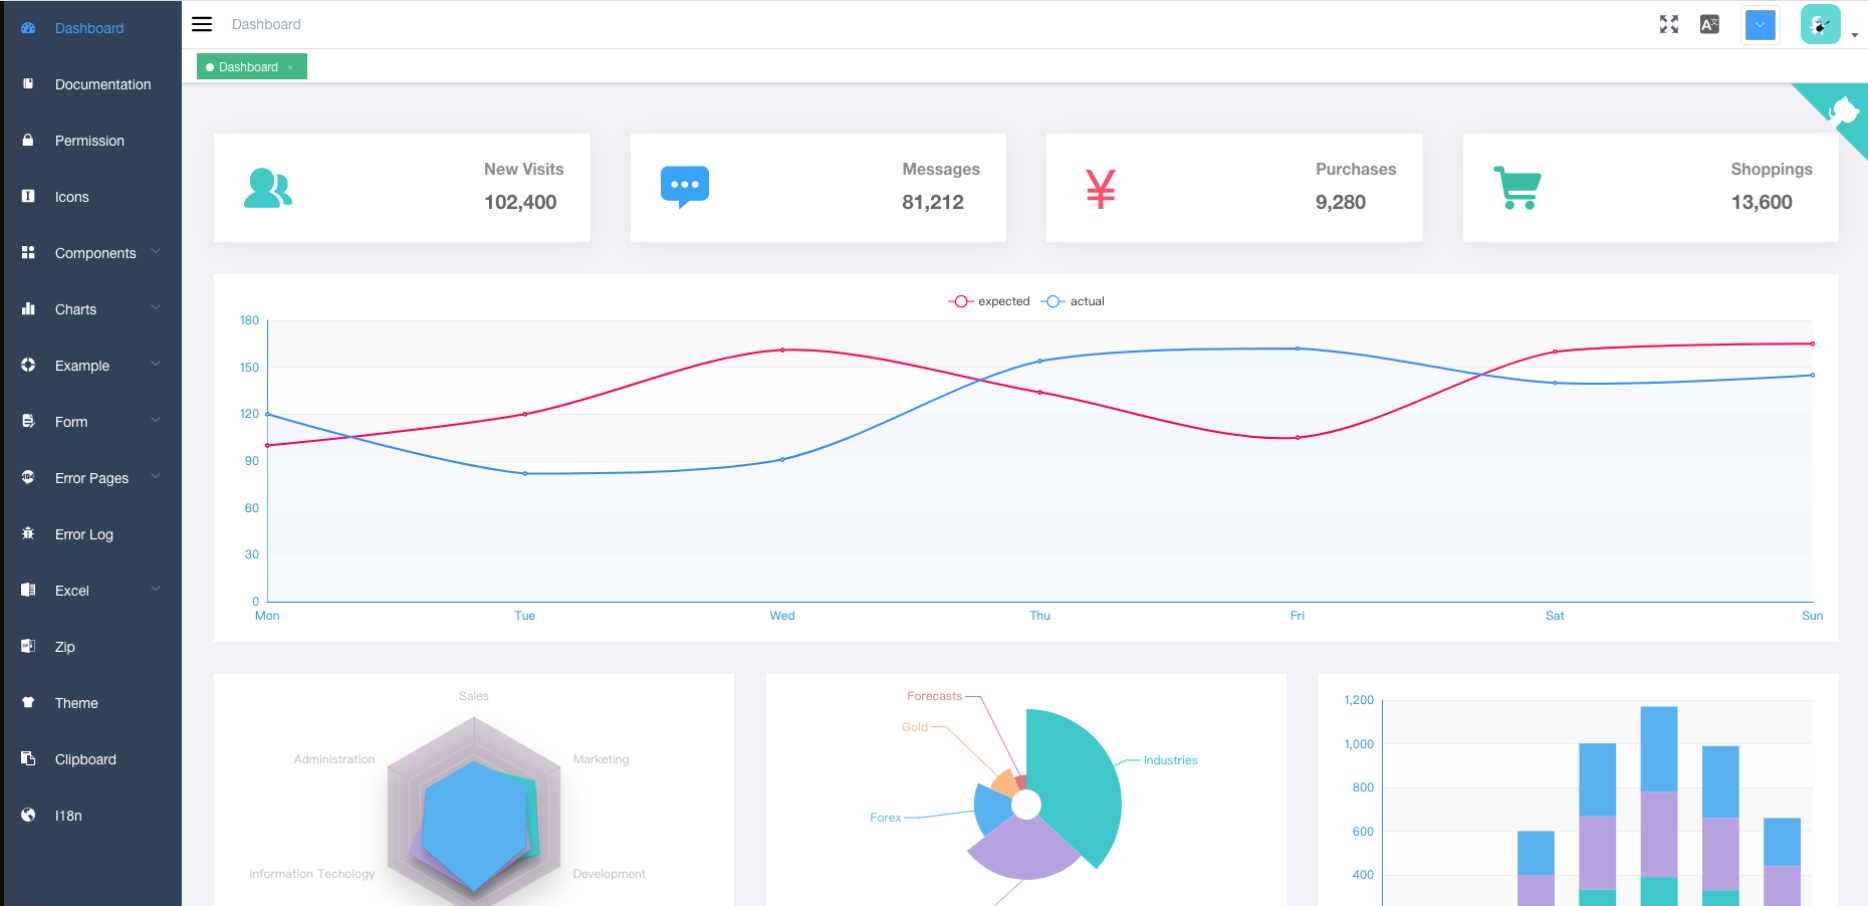 Dashboard
Documentation
Permission
Icons
Components
Charts
Example
Form
Error Pages
Error Log
Excel
Zip
Theme
Clipboard
I18n
Dashboard
Dashboard ×
New Visits
102,400
Messages
81,212
¥
Purchases
9,280
Shoppings
13,600
expected actual
180
150
120
90
60
30
0
Mon Tue Wed Thu Fri Sat Sun
Sales
Administration
Marketing
Information Techology
Development
Forecasts
Gold
Industries
Forex
1,200
1,000
800
600
400